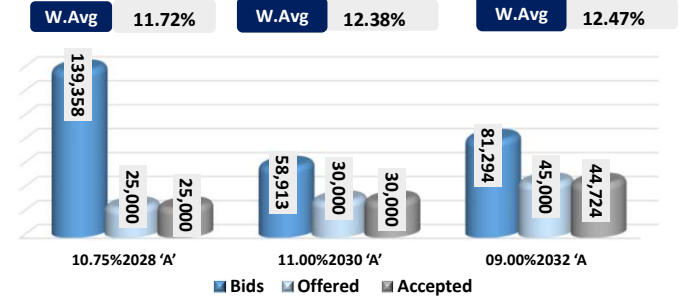 W.Avg 11.72%
W.Avg 12.38%
W.Avg 12.47%
139,358
25,000
25,000
58,913
30,000
30,000
81,294
45,000
44,724
10.75%2028 ‘A’
11.00%2030 ‘A’
09.00%2032 ‘A
Bids Offered Accepted